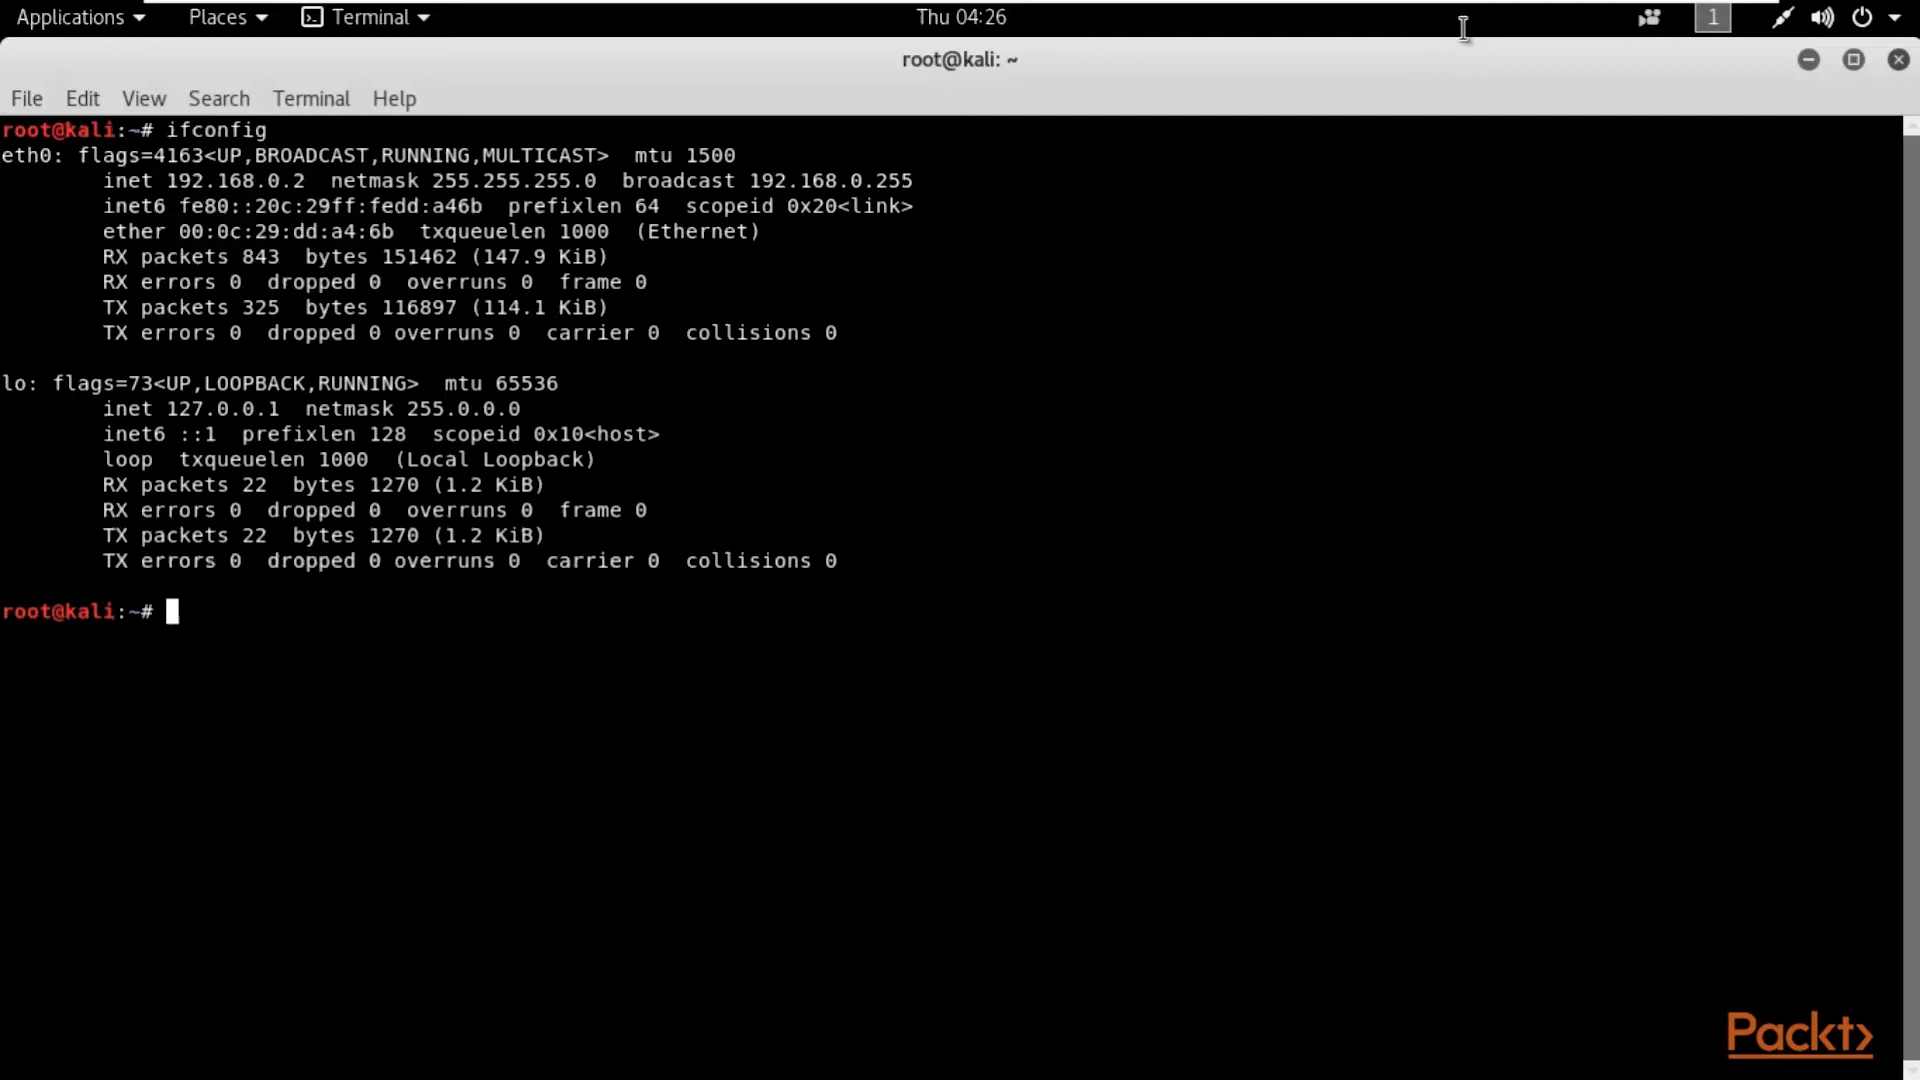 Applications Places Terminal Thu 04:26 1
root@kali: ~
File Edit View Search Terminal Help
root@kali:~# ifconfig
eth0: flags=4163<UP,BROADCAST,RUNNING,MULTICAST>  mtu 1500
        inet 192.168.0.2  netmask 255.255.255.0  broadcast 192.168.0.255
        inet6 fe80::20c:29ff:fedd:a46b  prefixlen 64  scopeid 0x20<link>
        ether 00:0c:29:dd:a4:6b  txqueuelen 1000  (Ethernet)
        RX packets 843  bytes 151462 (147.9 KiB)
        RX errors 0  dropped 0  overruns 0  frame 0
        TX packets 325  bytes 116897 (114.1 KiB)
        TX errors 0  dropped 0 overruns 0  carrier 0  collisions 0

lo: flags=73<UP,LOOPBACK,RUNNING>  mtu 65536
        inet 127.0.0.1  netmask 255.0.0.0
        inet6 ::1  prefixlen 128  scopeid 0x10<host>
        loop  txqueuelen 1000  (Local Loopback)
        RX packets 22  bytes 1270 (1.2 KiB)
        RX errors 0  dropped 0  overruns 0  frame 0
        TX packets 22  bytes 1270 (1.2 KiB)
        TX errors 0  dropped 0 overruns 0  carrier 0  collisions 0

root@kali:~#
Packt>